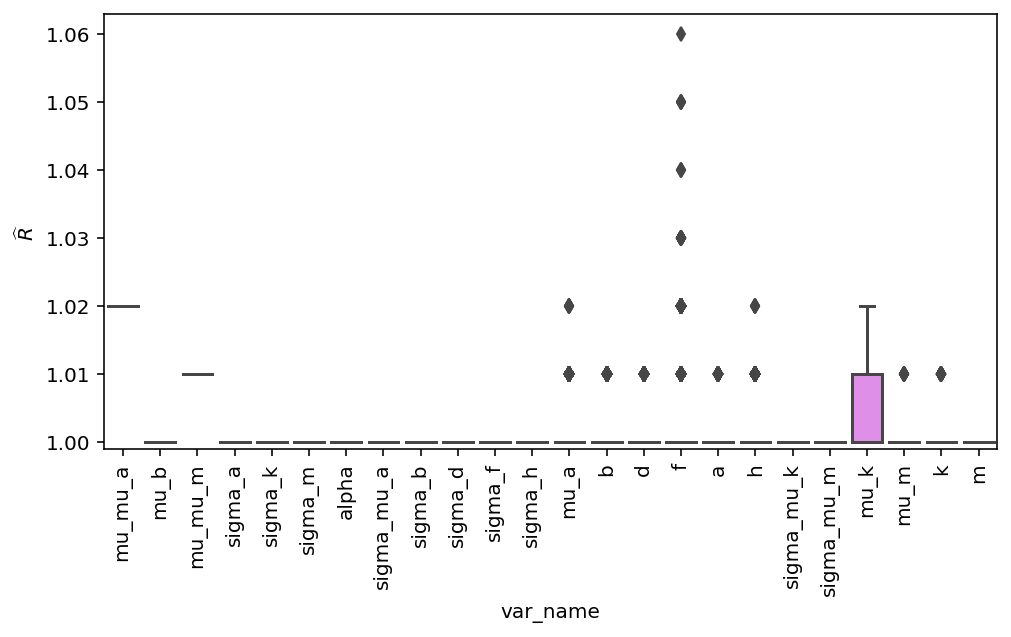 1.06
1.05
1.04
1.03
1.02
1.01
1.00
R̂
mu_mu_a
mu_b
mu_mu_m
sigma_a
sigma_k
sigma_m
alpha
sigma_mu_a
sigma_b
sigma_d
sigma_f
sigma_h
mu_a
b
d
f
a
h
sigma_mu_k
sigma_mu_m
mu_k
mu_m
k
m
var_name